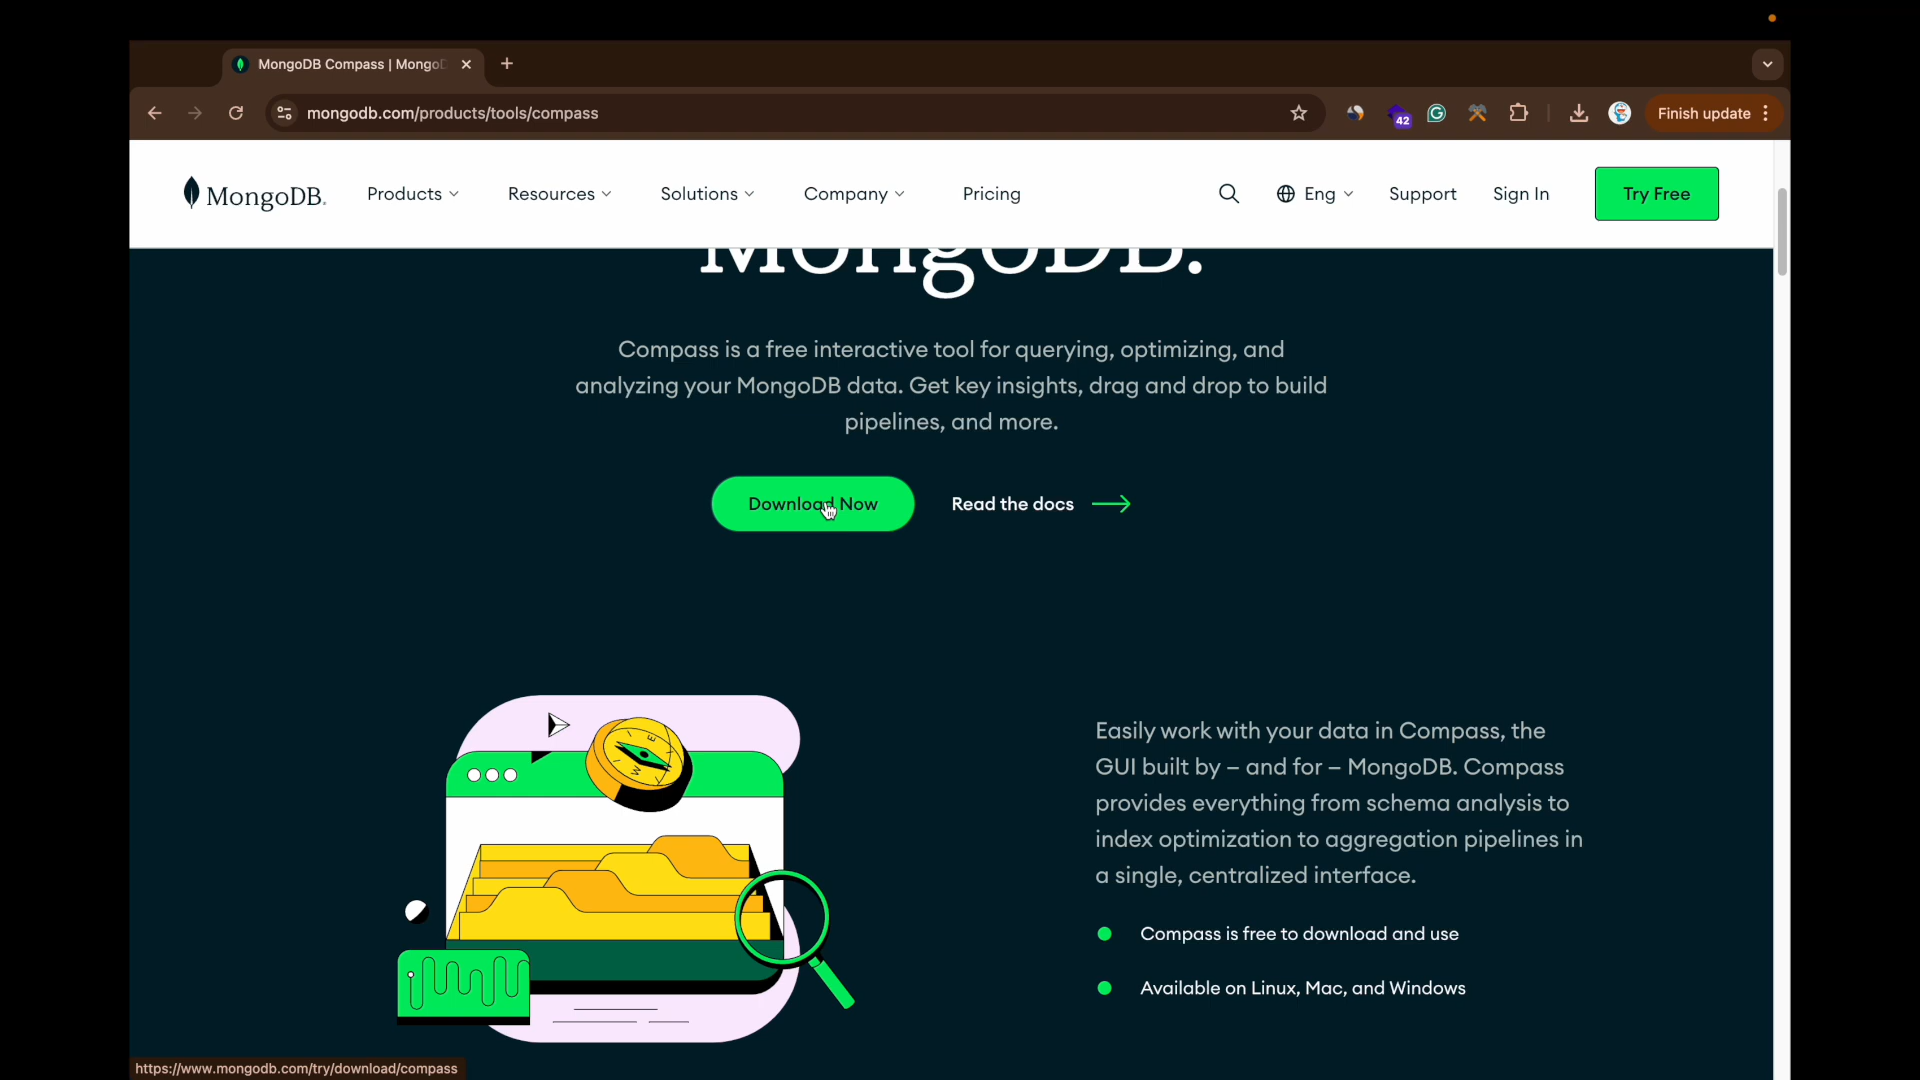 MongoDB Compass | MongoD
mongodb.com/products/tools/compass
42
Finish update
MongoDB.
Products
Resources
Solutions
Company
Pricing
Eng
Support
Sign In
Try Free
MongoDB.
Compass is a free interactive tool for querying, optimizing, and
analyzing your MongoDB data. Get key insights, drag and drop to build
pipelines, and more.
Download Now
Read the docs
Easily work with your data in Compass, the
GUI built by – and for – MongoDB. Compass
provides everything from schema analysis to
index optimization to aggregation pipelines in
a single, centralized interface.
Compass is free to download and use
Available on Linux, Mac, and Windows
E
W
https://www.mongodb.com/try/download/compass